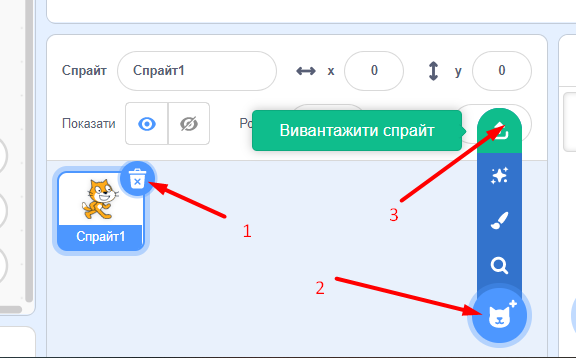 Спрайт Спрайт1 x 0 y 0
Показати Ро
Вивантажити спрайт
3
Спрайт1
1
2